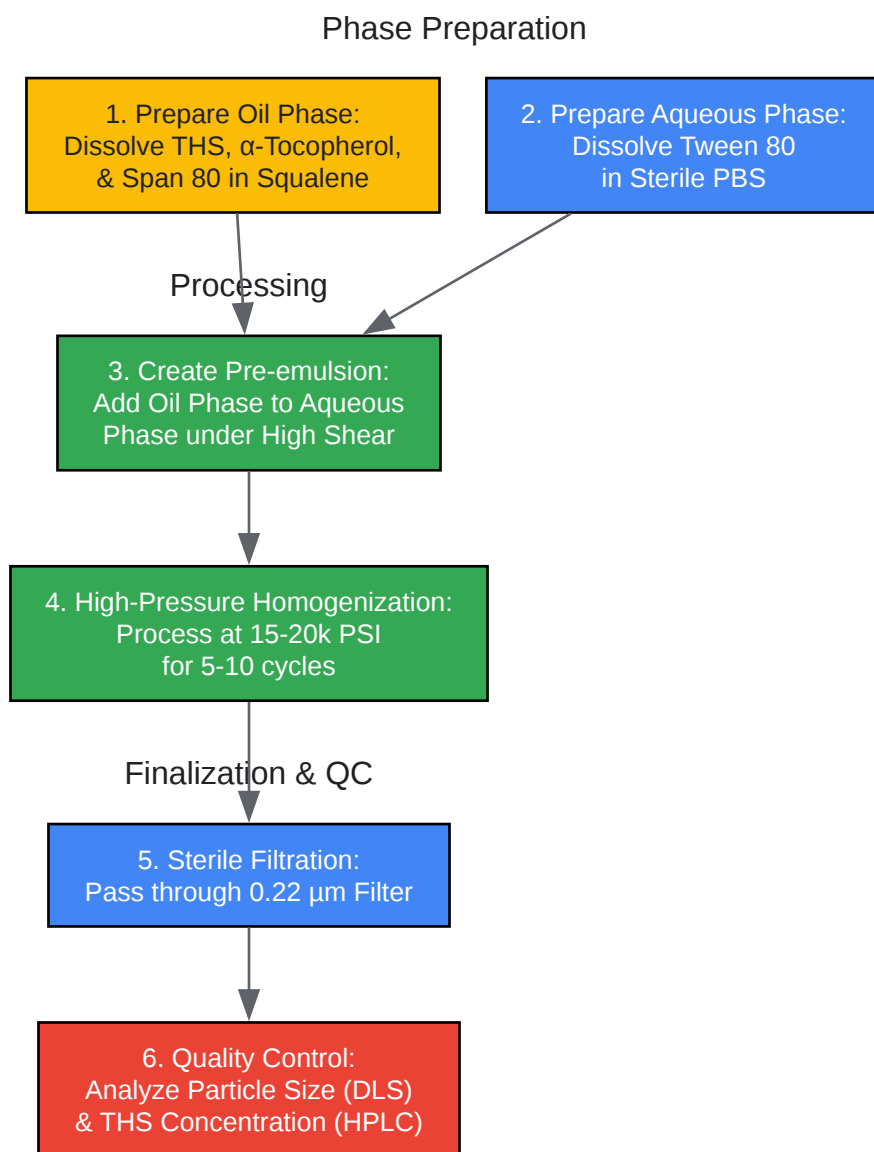 Phase Preparation
1. Prepare Oil Phase:
Dissolve THS, α-Tocopherol,
& Span 80 in Squalene
2. Prepare Aqueous Phase:
Dissolve Tween 80
in Sterile PBS
Processing
3. Create Pre-emulsion:
Add Oil Phase to Aqueous
Phase under High Shear
4. High-Pressure Homogenization:
Process at 15-20k PSI
for 5-10 cycles
Finalization & QC
5. Sterile Filtration:
Pass through 0.22 µm Filter
6. Quality Control:
Analyze Particle Size (DLS)
& THS Concentration (HPLC)